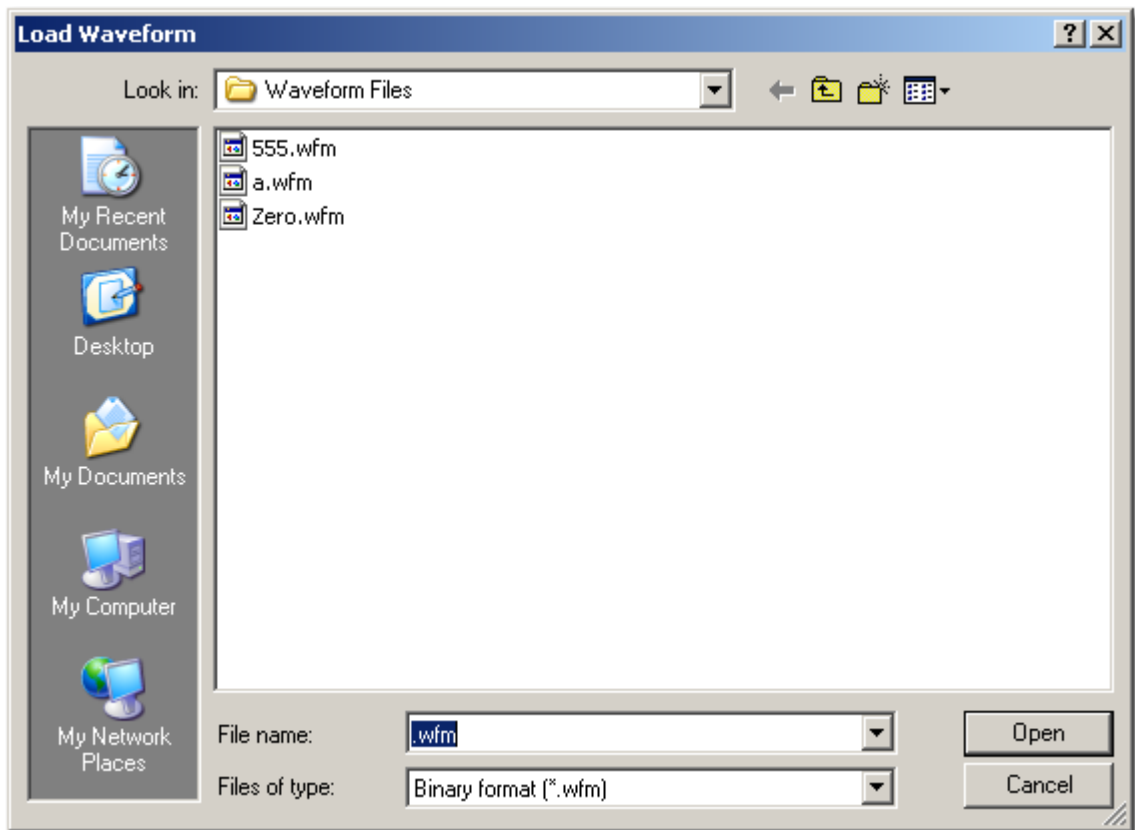 Load Waveform
Look in: Waveform Files
555.wfm
a.wfm
Zero.wfm
My Recent
Documents
Desktop
My Documents
My Computer
My Network
Places
File name: .wfm
Open
Files of type: Binary format (*.wfm)
Cancel